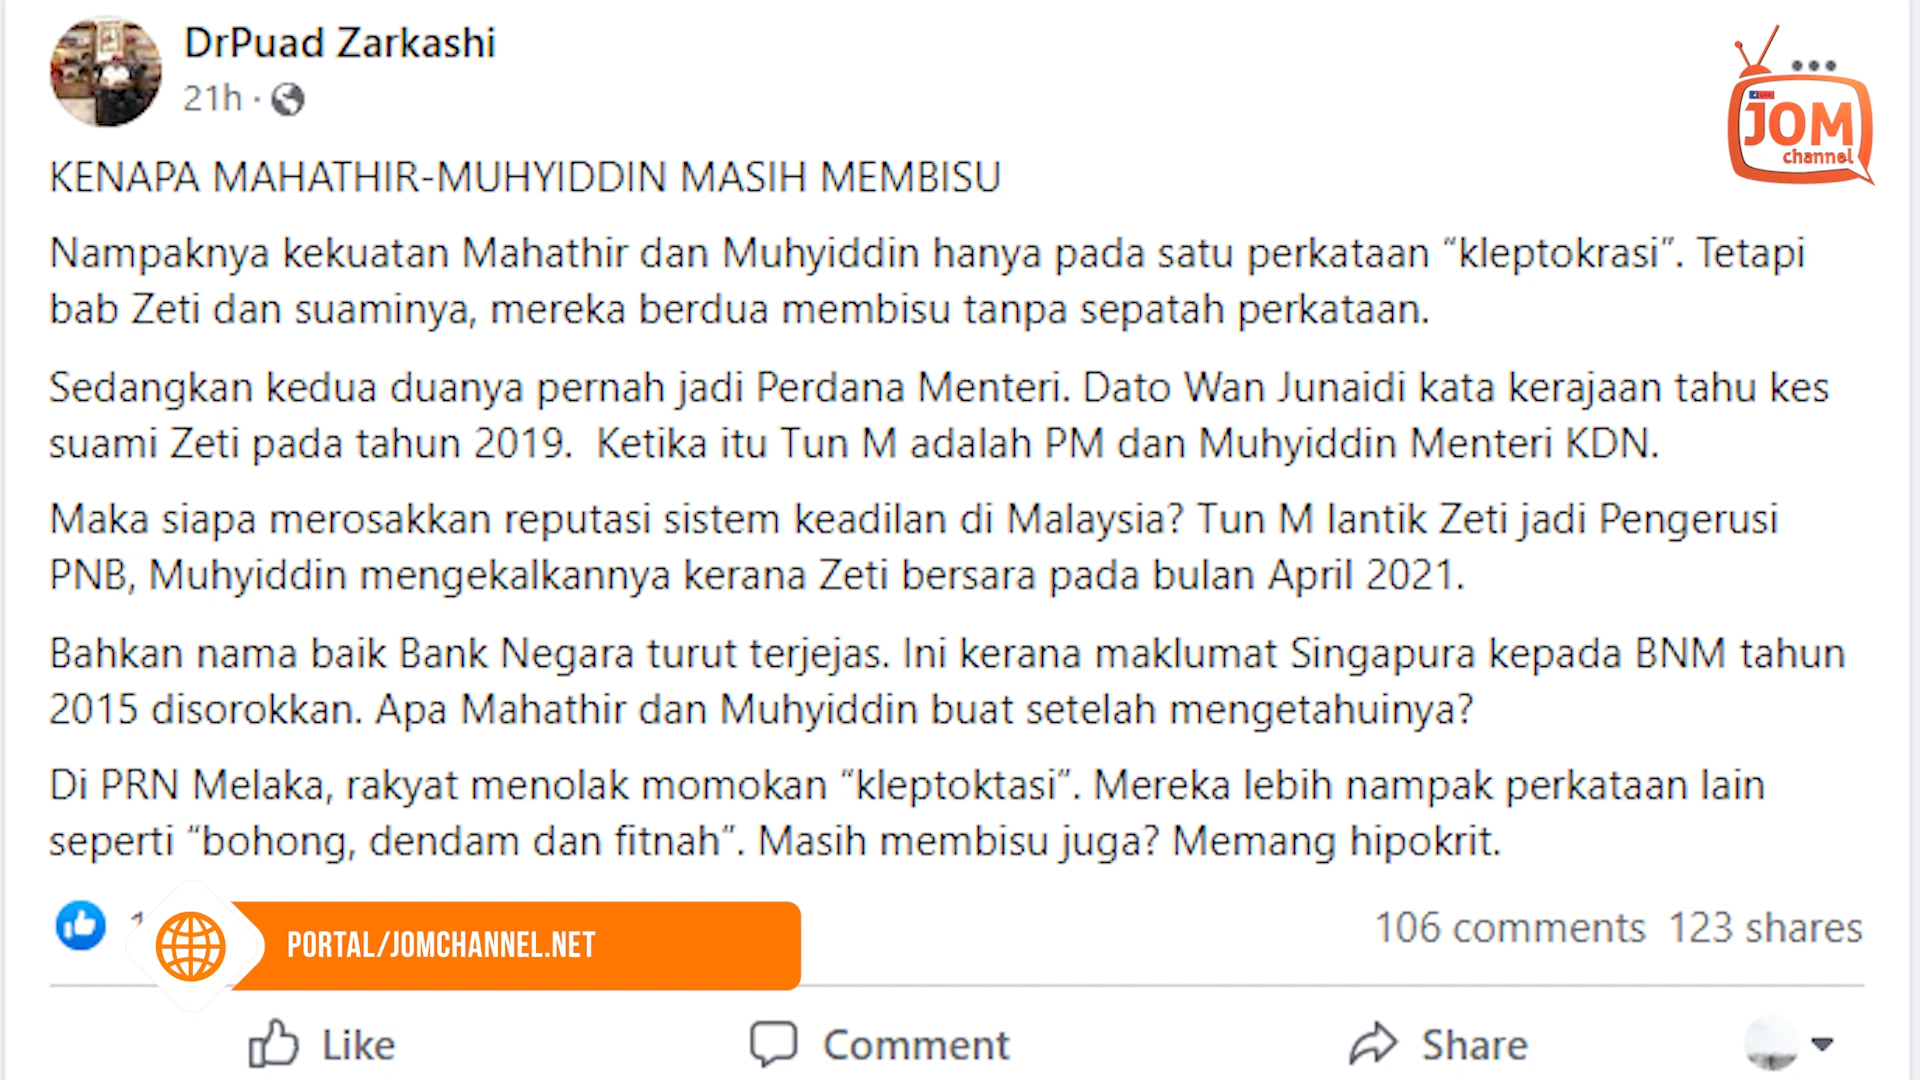 DrPuad Zarkashi
21h ·
JOM
channel
KENAPA MAHATHIR-MUHYIDDIN MASIH MEMBISU
Nampaknya kekuatan Mahathir dan Muhyiddin hanya pada satu perkataan “kleptokrasi”. Tetapi
bab Zeti dan suaminya, mereka berdua membisu tanpa sepatah perkataan.
Sedangkan kedua duanya pernah jadi Perdana Menteri. Dato Wan Junaidi kata kerajaan tahu kes
suami Zeti pada tahun 2019.  Ketika itu Tun M adalah PM dan Muhyiddin Menteri KDN.
Maka siapa merosakkan reputasi sistem keadilan di Malaysia? Tun M lantik Zeti jadi Pengerusi
PNB, Muhyiddin mengekalkannya kerana Zeti bersara pada bulan April 2021.
Bahkan nama baik Bank Negara turut terjejas. Ini kerana maklumat Singapura kepada BNM tahun
2015 disorokkan. Apa Mahathir dan Muhyiddin buat setelah mengetahuinya?
Di PRN Melaka, rakyat menolak momokan “kleptoktasi”. Mereka lebih nampak perkataan lain
seperti “bohong, dendam dan fitnah”. Masih membisu juga? Memang hipokrit.
PORTAL/JOMCHANNEL.NET
106 comments 123 shares
Like Comment Share